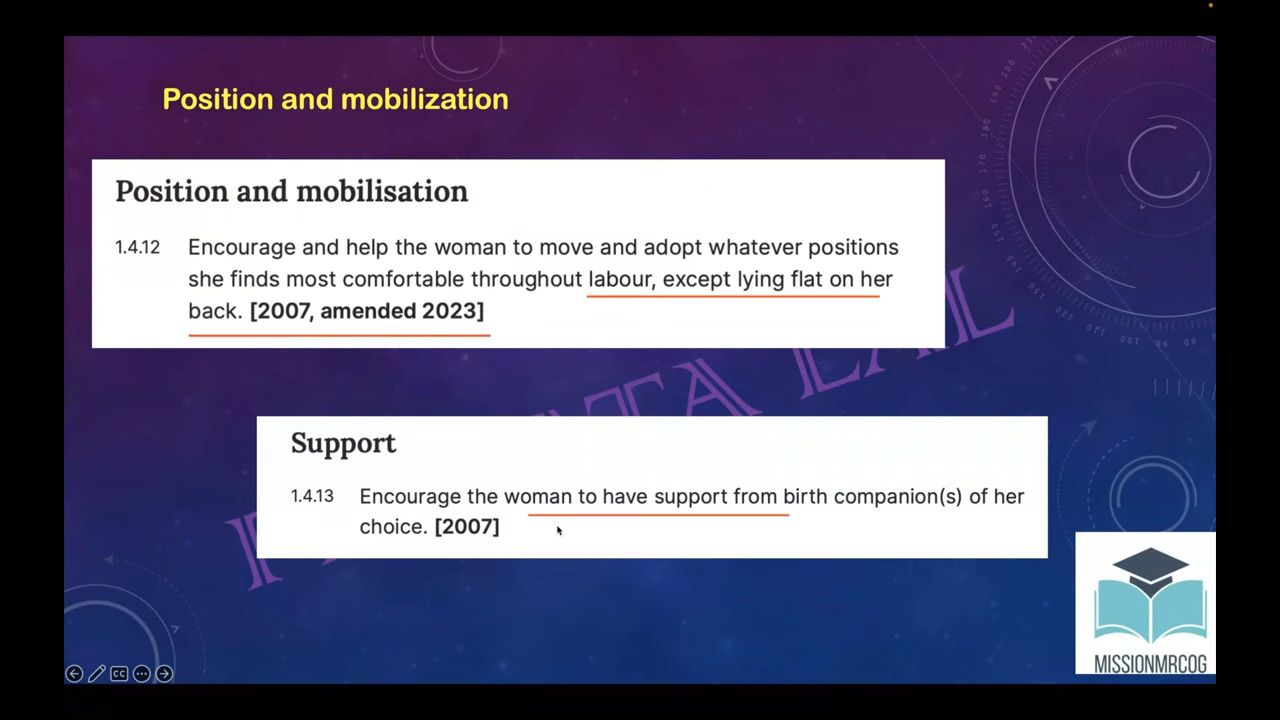 Position and mobilization
Position and mobilisation
1.4.12 Encourage and help the woman to move and adopt whatever positions
she finds most comfortable throughout labour, except lying flat on her
back. [2007, amended 2023]
Support
1.4.13 Encourage the woman to have support from birth companion(s) of her
choice. [2007]
MISSIONMRCOG
CC